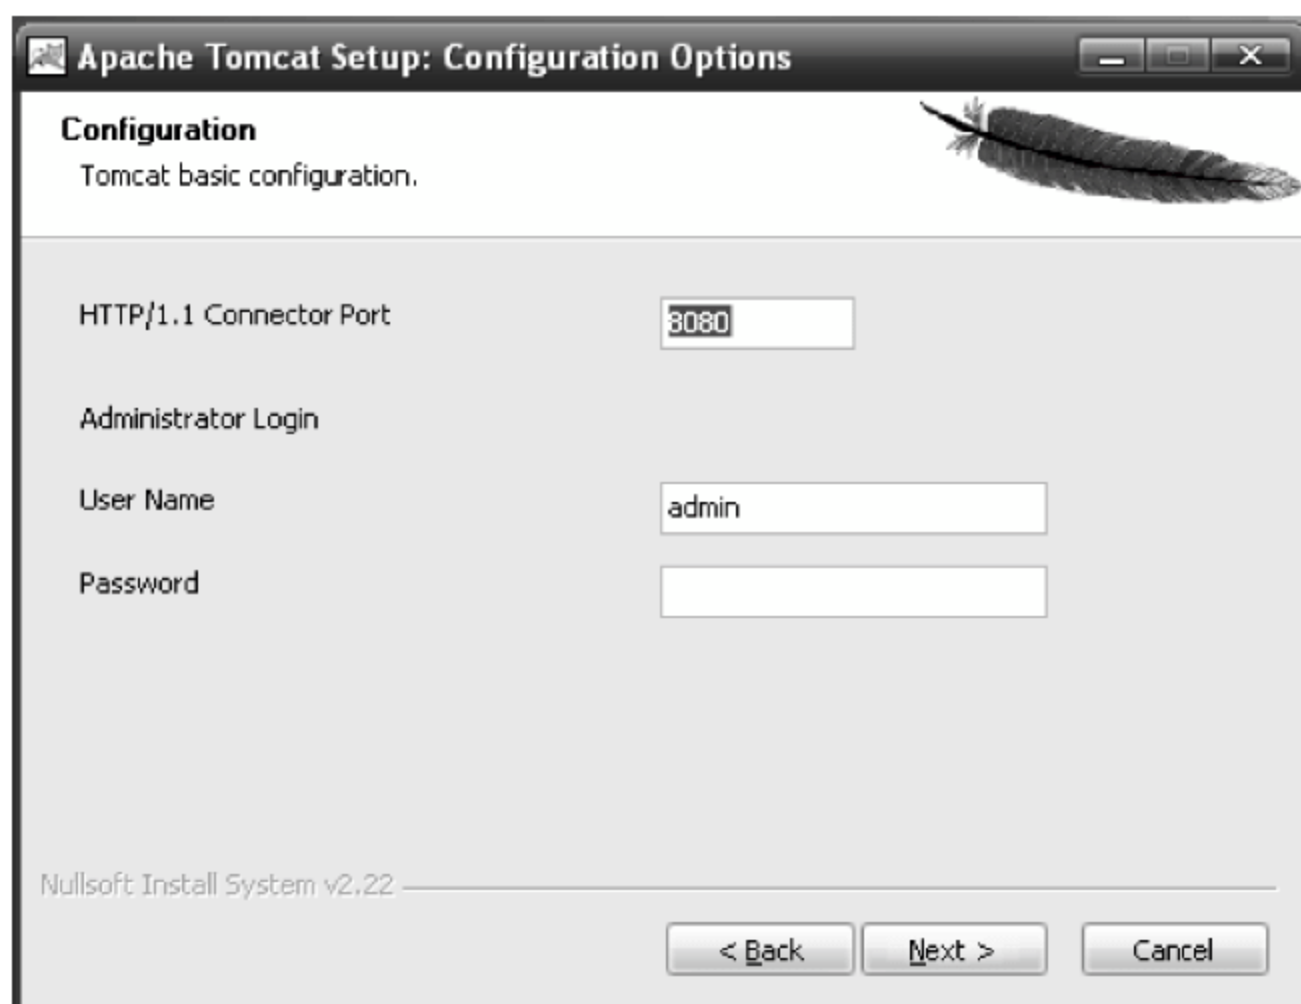 Apache Tomcat Setup: Configuration Options
Configuration
Tomcat basic configuration.
HTTP/1.1 Connector Port
8080
Administrator Login
User Name
admin
Password
Nullsoft Install System v2.22
< Back
Next >
Cancel